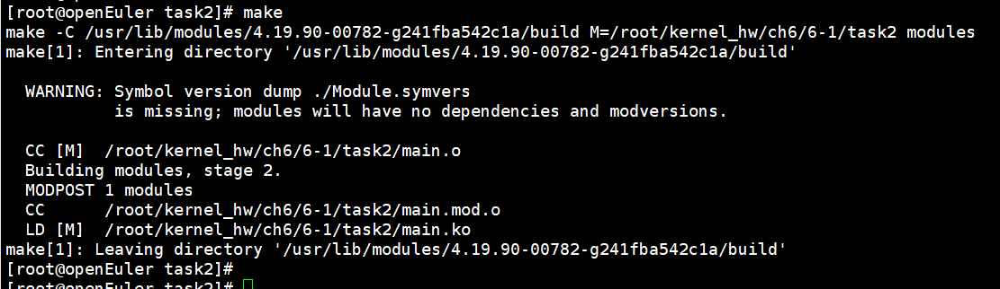 [root@openEuler task2]# make
make -C /usr/lib/modules/4.19.90-00782-g241fba542c1a/build M=/root/kernel_hw/ch6/6-1/task2 modules
make[1]: Entering directory '/usr/lib/modules/4.19.90-00782-g241fba542c1a/build'
WARNING: Symbol version dump ./Module.symvers
is missing; modules will have no dependencies and modversions.
CC [M]  /root/kernel_hw/ch6/6-1/task2/main.o
Building modules, stage 2.
MODPOST 1 modules
CC      /root/kernel_hw/ch6/6-1/task2/main.mod.o
LD [M]  /root/kernel_hw/ch6/6-1/task2/main.ko
make[1]: Leaving directory '/usr/lib/modules/4.19.90-00782-g241fba542c1a/build'
[root@openEuler task2]#
[root@openEuler task2]#